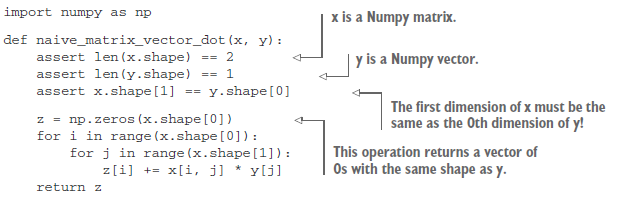 import numpy as np
x is a Numpy matrix.
def naive_matrix_vector_dot(x, y):
    assert len(x.shape) == 2
y is a Numpy vector.
    assert len(y.shape) == 1
    assert x.shape[1] == y.shape[0]
The first dimension of x must be the
same as the 0th dimension of y!
    z = np.zeros(x.shape[0])
    for i in range(x.shape[0]):
        for j in range(x.shape[1]):
            z[i] += x[i, j] * y[j]
    return z
This operation returns a vector of
0s with the same shape as y.